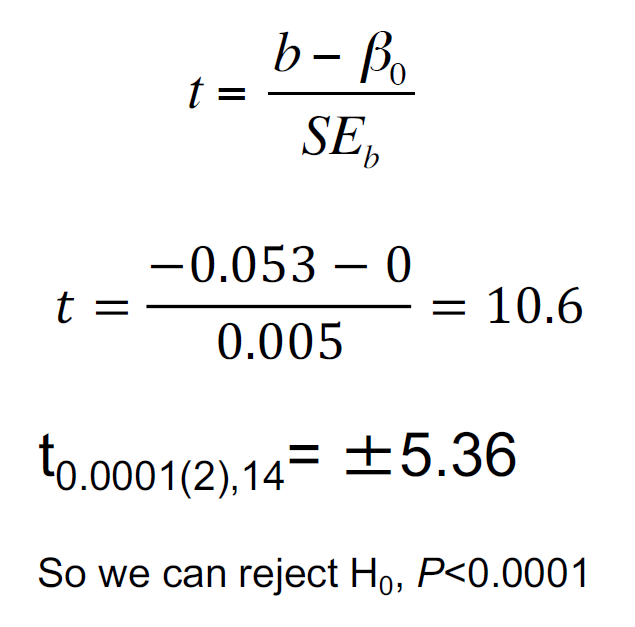 t = (b − β₀) / SE_b
t = (−0.053 − 0) / 0.005 = 10.6
t₀.₀₀₀₁₍₂₎,₁₄= ±5.36
So we can reject H₀, P<0.0001